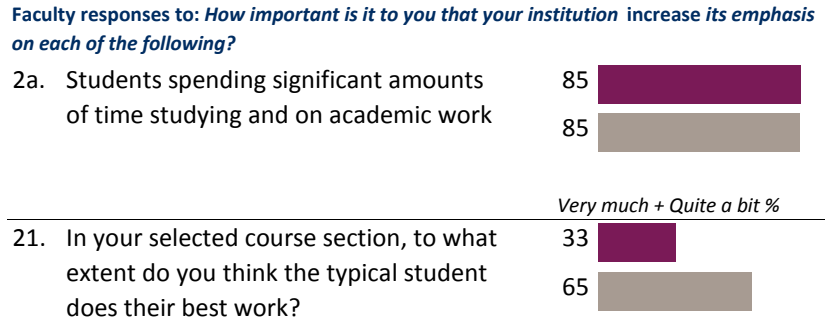 Faculty responses to: How important is it to you that your institution increase its emphasis
on each of the following?
2a. Students spending significant amounts 85
of time studying and on academic work 85
Very much + Quite a bit %
21. In your selected course section, to what 33
extent do you think the typical student 65
does their best work?